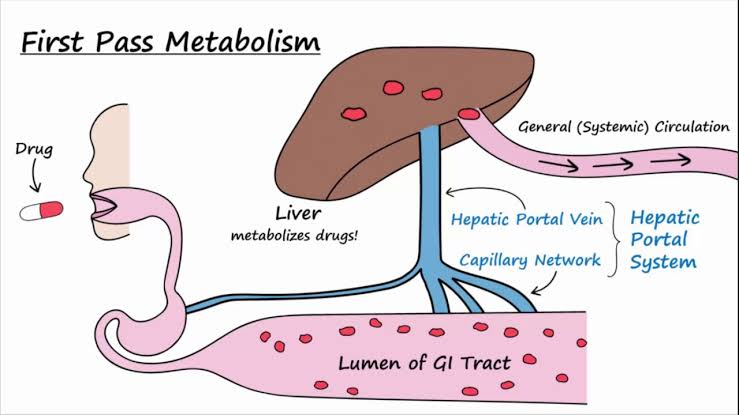 First Pass Metabolism
Drug
General (Systemic) Circulation
Liver
metabolizes drugs!
Hepatic Portal Vein
Capillary Network
Hepatic
Portal
System
Lumen of GI Tract